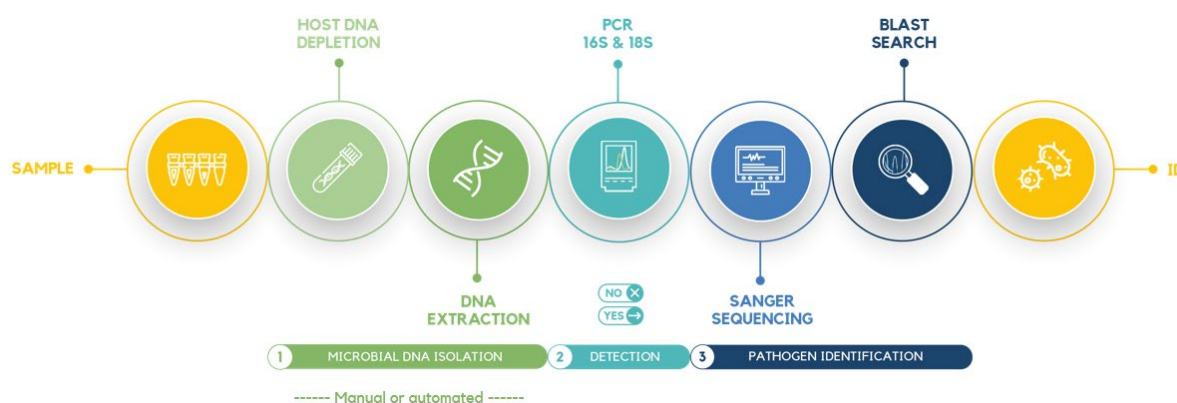 HOST DNA
DEPLETION
PCR
16S & 18S
BLAST
SEARCH
SAMPLE
DNA
EXTRACTION
NO
YES
SANGER
SEQUENCING
1 MICROBIAL DNA ISOLATION
2 DETECTION
3 PATHOGEN IDENTIFICATION
------ Manual or automated ------